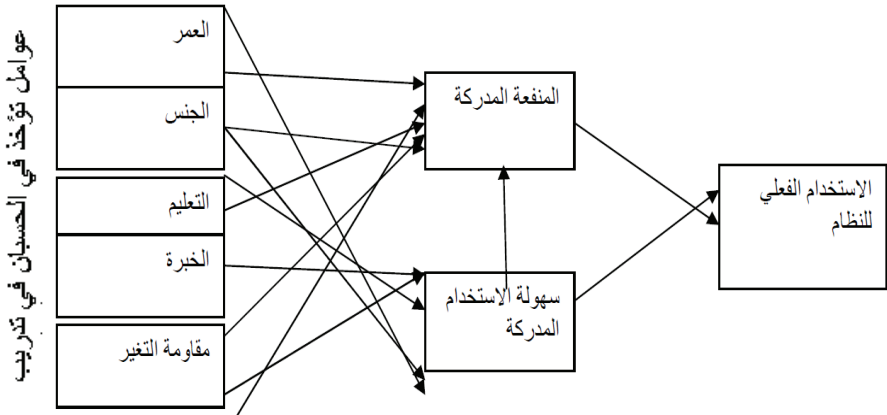 عوامل تؤخذ في الحسبان في تدريب
العمر
الجنس
التعليم
الخبرة
مقاومة التغير
المنفعة المدركة
سهولة الاستخدام
المدركة
الاستخدام الفعلي
للنظام